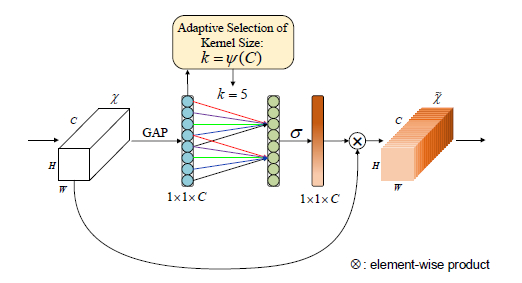 Adaptive Selection of
Kernel Size:
k = ψ(C)
k = 5
χ
C
H
W
GAP
1×1×C
σ
1×1×C
⊗
χ̃
C
H
W
⊗: element-wise product